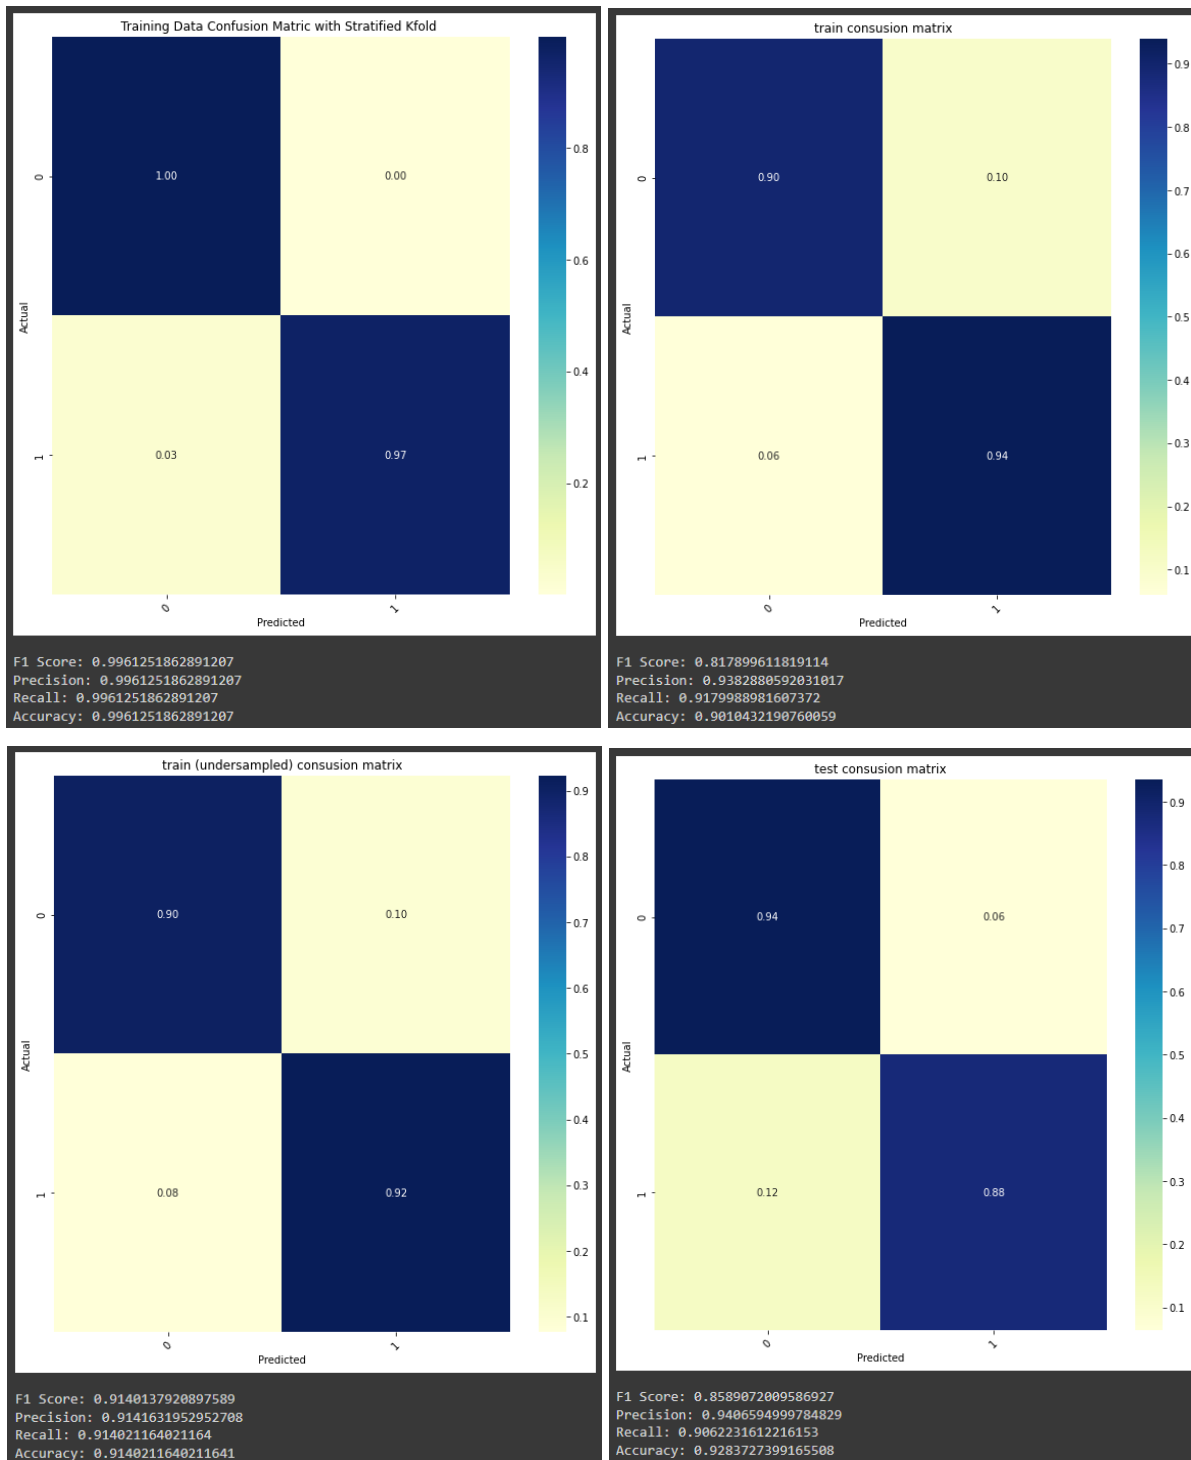 Training Data Confusion Matric with Stratified Kfold
0.8
0.6
0.4
0.2
0
1.00
0.00
Actual
1
0.03
0.97
0
1
Predicted
F1 Score: 0.9961251862891207
Precision: 0.9961251862891207
Recall: 0.9961251862891207
Accuracy: 0.9961251862891207
train consusion matrix
0.9
0.8
0.7
0.6
0.5
0.4
0.3
0.2
0.1
0
0.90
0.10
Actual
1
0.06
0.94
0
1
Predicted
F1 Score: 0.817899611819114
Precision: 0.9382880592031017
Recall: 0.9179988981607372
Accuracy: 0.9010432190760059
train (undersampled) consusion matrix
0.9
0.8
0.7
0.6
0.5
0.4
0.3
0.2
0.1
0
0.90
0.10
Actual
1
0.08
0.92
0
1
Predicted
F1 Score: 0.9140137920897589
Precision: 0.9141631952952708
Recall: 0.914021164021164
Accuracy: 0.9140211640211641
test consusion matrix
0.9
0.8
0.7
0.6
0.5
0.4
0.3
0.2
0.1
0
0.94
0.06
Actual
1
0.12
0.88
0
1
Predicted
F1 Score: 0.8589072009586927
Precision: 0.9406594999784829
Recall: 0.9062231612216153
Accuracy: 0.9283727399165508